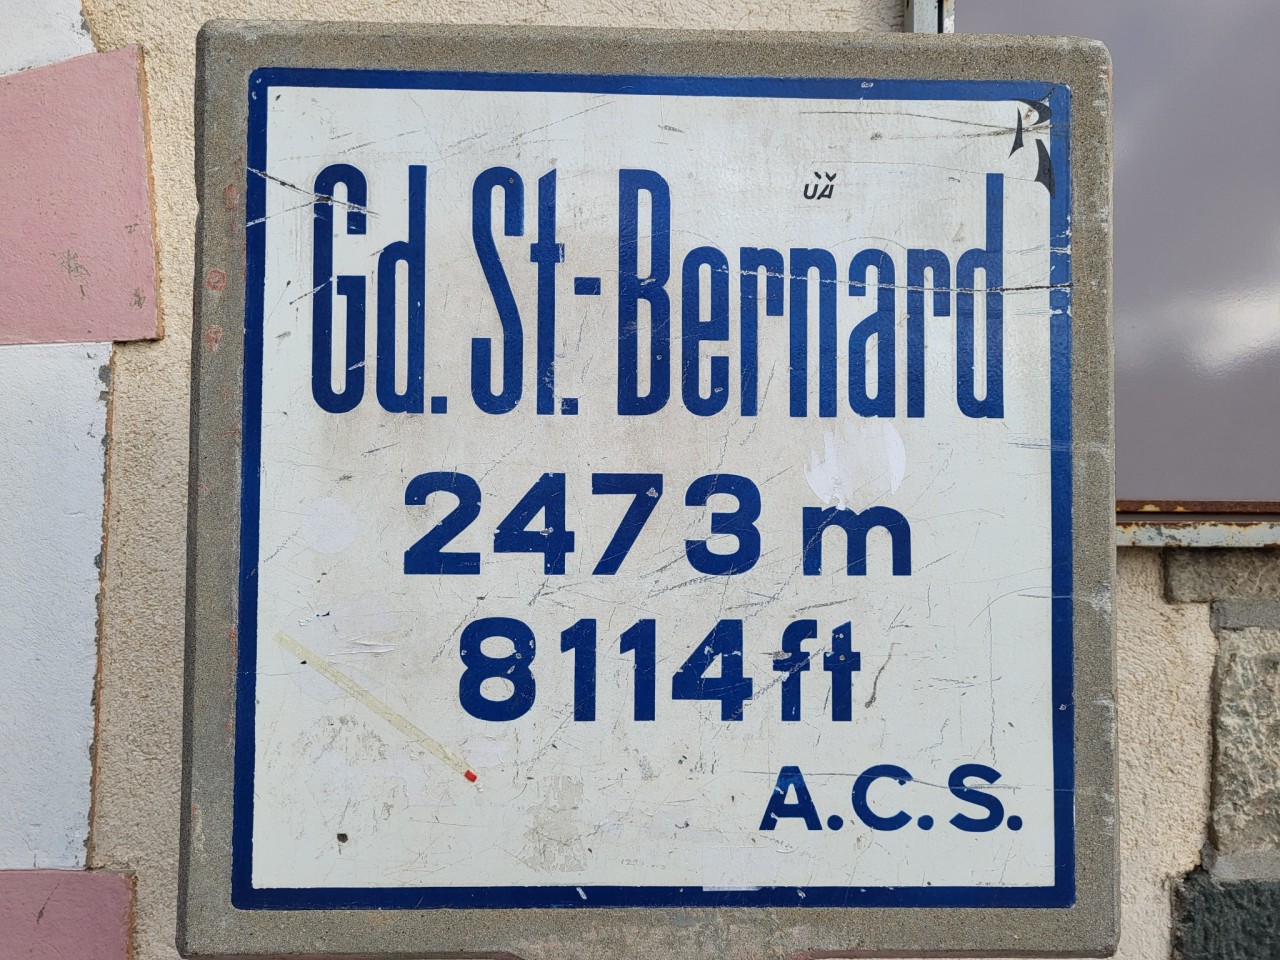 Gd. St.-Bernard
2473 m
8114 ft
A.C.S.